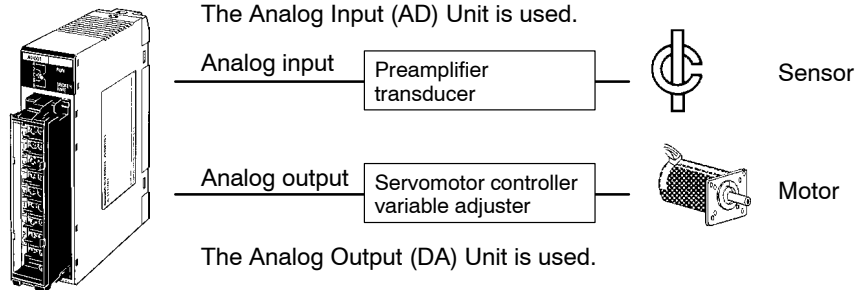 The Analog Input (AD) Unit is used.
Analog input
Preamplifier
transducer
Sensor
Analog output
Servomotor controller
variable adjuster
Motor
The Analog Output (DA) Unit is used.